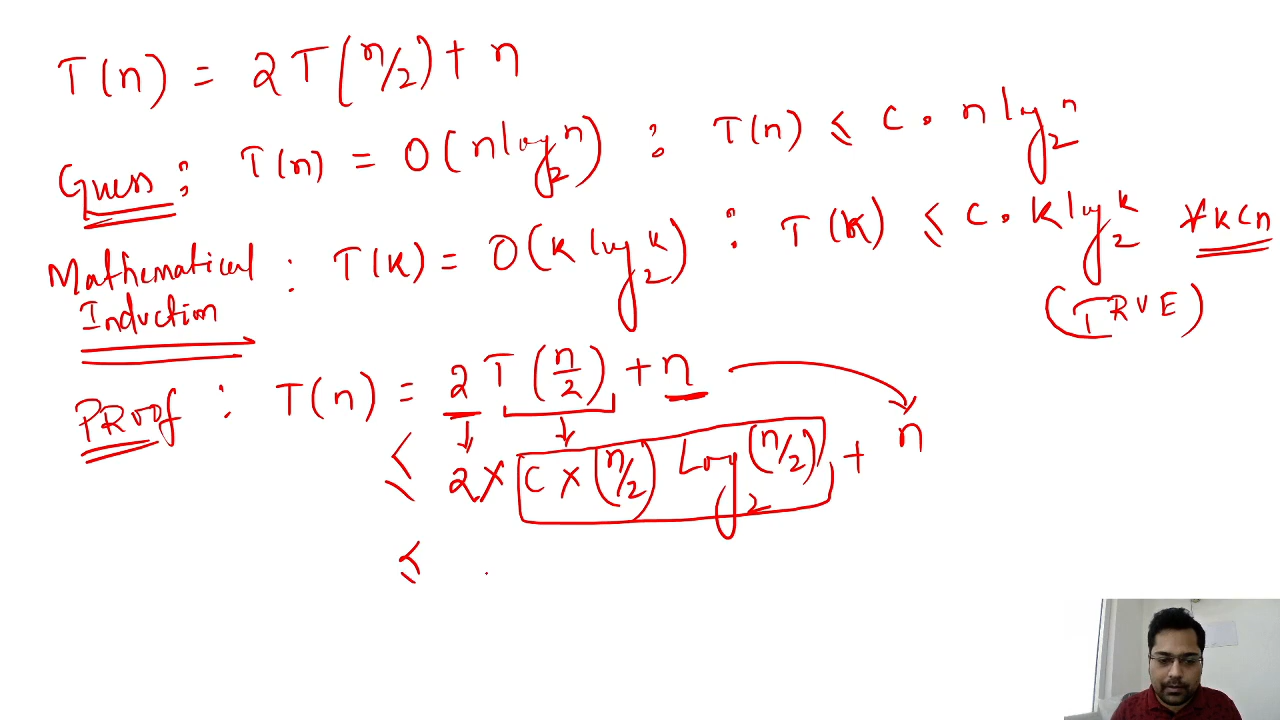 T(n) = 2T(n/2) + n
Guess : T(n) = O(n log₂ n) : T(n) ≤ c · n log₂ n
Mathematical Induction : T(k) = O(k log₂ k) : T(k) ≤ c · k log₂ k ∀ k < n
(TRUE)
PRoof : T(n) = 2 T(n/2) + n
≤ 2 × c × (n/2) Log₂ (n/2) + n
≤